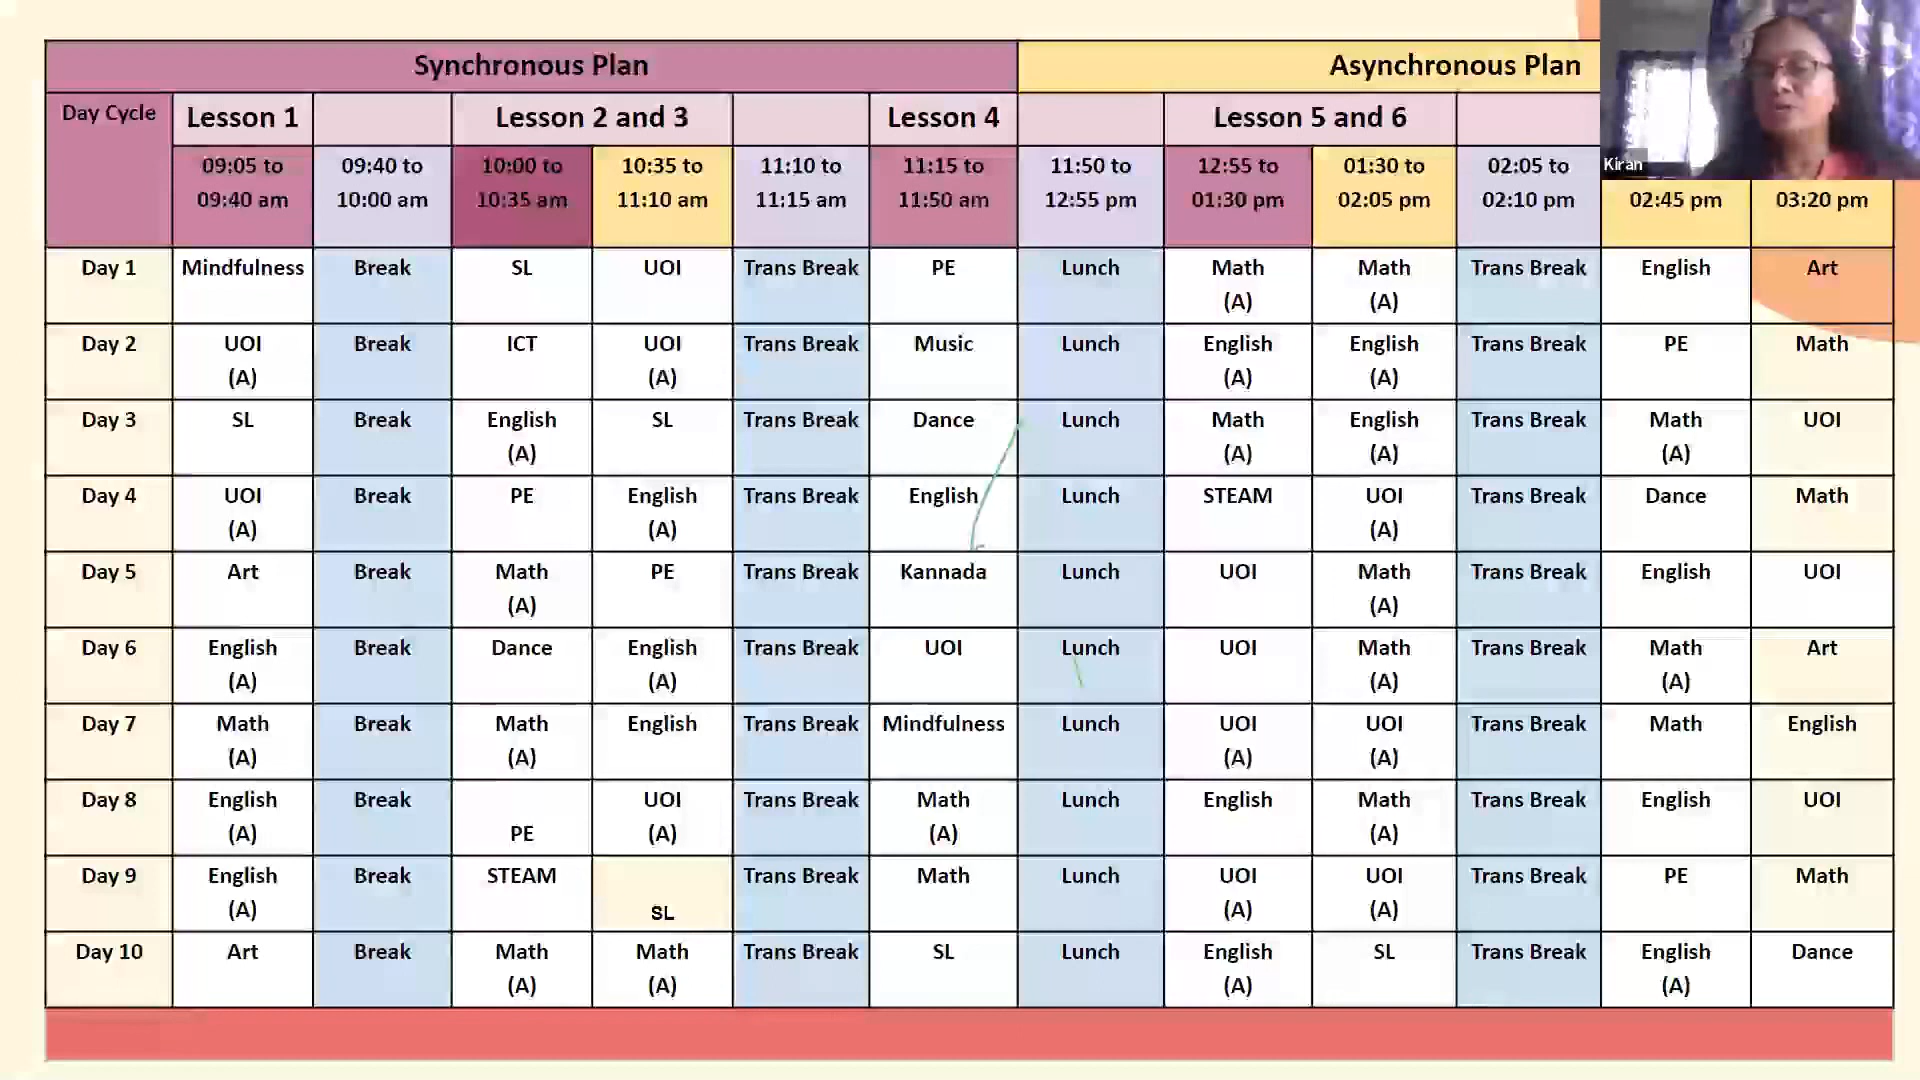 Synchronous Plan Asynchronous Plan
Day Cycle Lesson 1 Lesson 2 and 3 Lesson 4 Lesson 5 and 6
Kiran
09:05 to 09:40 to 10:00 to 10:35 to 11:10 to 11:15 to 11:50 to 12:55 to 01:30 to 02:05 to
09:40 am 10:00 am 10:35 am 11:10 am 11:15 am 11:50 am 12:55 pm 01:30 pm 02:05 pm 02:10 pm 02:45 pm 03:20 pm
Day 1 Mindfulness Break SL UOI Trans Break PE Lunch Math Math Trans Break English Art
(A) (A)
Day 2 UOI Break ICT UOI Trans Break Music Lunch English English Trans Break PE Math
(A) (A) (A) (A)
Day 3 SL Break English SL Trans Break Dance Lunch Math English Trans Break Math UOI
(A) (A) (A) (A)
Day 4 UOI Break PE English Trans Break English Lunch STEAM UOI Trans Break Dance Math
(A) (A) (A)
Day 5 Art Break Math PE Trans Break Kannada Lunch UOI Math Trans Break English UOI
(A) (A)
Day 6 English Break Dance English Trans Break UOI Lunch UOI Math Trans Break Math Art
(A) (A) (A) (A)
Day 7 Math Break Math English Trans Break Mindfulness Lunch UOI UOI Trans Break Math English
(A) (A) (A) (A)
Day 8 English Break UOI Trans Break Math Lunch English Math Trans Break English UOI
(A) PE (A) (A) (A)
Day 9 English Break STEAM Trans Break Math Lunch UOI UOI Trans Break PE Math
(A) SL (A) (A)
Day 10 Art Break Math Math Trans Break SL Lunch English SL Trans Break English Dance
(A) (A) (A) (A)